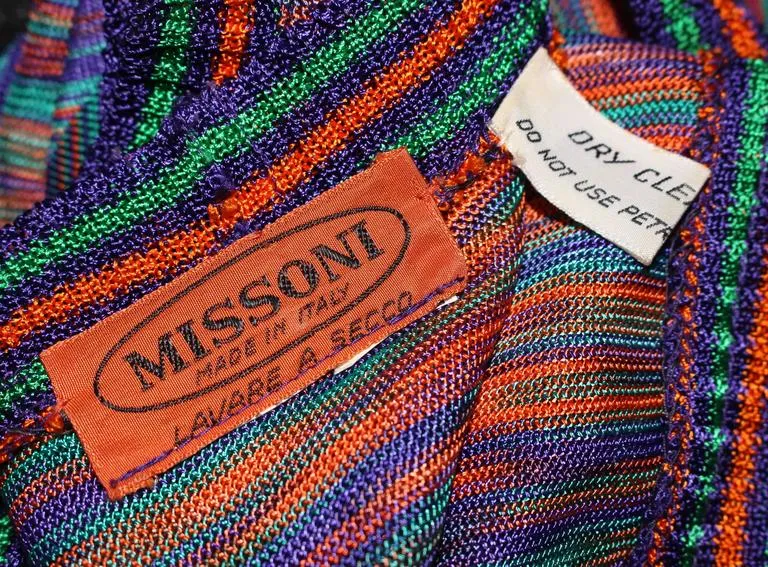 MISSONI
MADE IN ITALY
LAVARE A SECCO
DRY CLE
DO NOT USE PETR